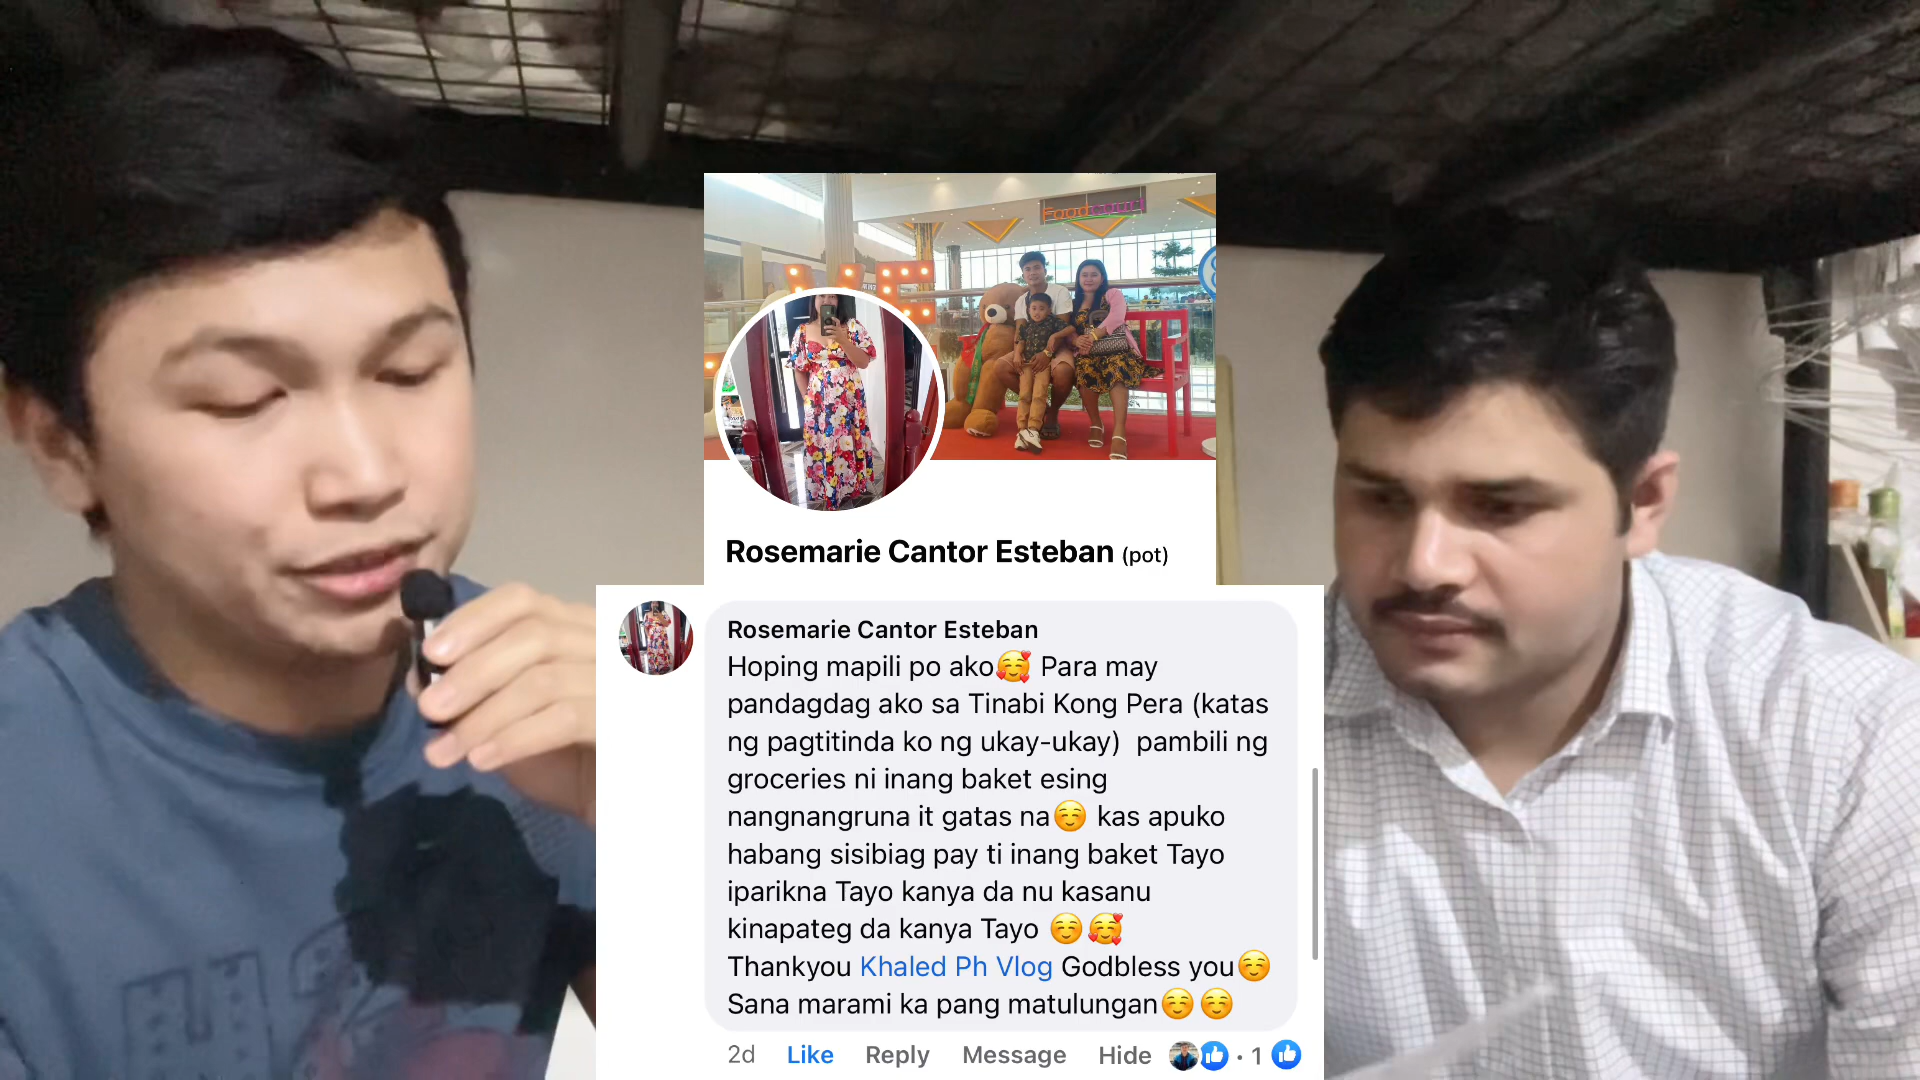 Foodcourt
Rosemarie Cantor Esteban (pot)
Rosemarie Cantor Esteban
Hoping mapili po ako🥰 Para may
pandagdag ako sa Tinabi Kong Pera (katas
ng pagtitinda ko ng ukay-ukay) pambili ng
groceries ni inang baket esing
nangnangruna it gatas na☺️ kas apuko
habang sisibiag pay ti inang baket Tayo
iparikna Tayo kanya da nu kasanu
kinapateg da kanya Tayo ☺️🥰
Thankyou Khaled Ph Vlog Godbless you☺️
Sana marami ka pang matulungan☺️☺️
2d Like Reply Message Hide · 1